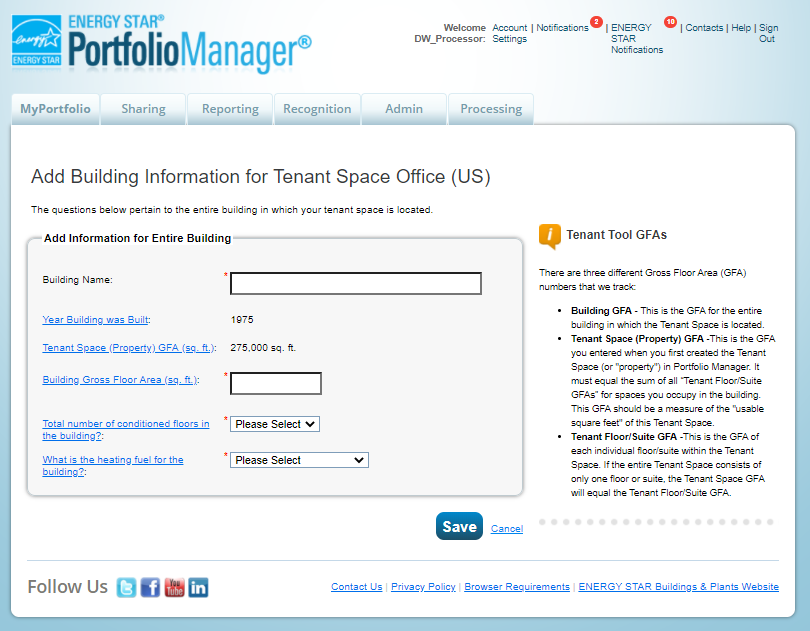 ENERGY STAR®
PortfolioManager®
energy
ENERGY STAR
Welcome DW_Processor: Account Settings | Notifications 2 | ENERGY STAR Notifications 10 | Contacts | Help | Sign Out
MyPortfolio Sharing Reporting Recognition Admin Processing
Add Building Information for Tenant Space Office (US)
The questions below pertain to the entire building in which your tenant space is located.
Add Information for Entire Building
Building Name: *
Year Building was Built: 1975
Tenant Space (Property) GFA (sq. ft.): 275,000 sq. ft.
Building Gross Floor Area (sq. ft.): *
Total number of conditioned floors in
the building?: * Please Select
What is the heating fuel for the
building?: * Please Select
Save Cancel
i Tenant Tool GFAs
There are three different Gross Floor Area (GFA)
numbers that we track:
• Building GFA - This is the GFA for the entire
building in which the Tenant Space is located.
• Tenant Space (Property) GFA -This is the GFA
you entered when you first created the Tenant
Space (or "property") in Portfolio Manager. It
must equal the sum of all "Tenant Floor/Suite
GFAs" for spaces you occupy in the building.
This GFA should be a measure of the "usable
square feet" of this Tenant Space.
• Tenant Floor/Suite GFA -This is the GFA of
each individual floor/suite within the Tenant
Space. If the entire Tenant Space consists of
only one floor or suite, the Tenant Space GFA
will equal the Tenant Floor/Suite GFA.
Follow Us t f You Tube in
Contact Us | Privacy Policy | Browser Requirements | ENERGY STAR Buildings & Plants Website